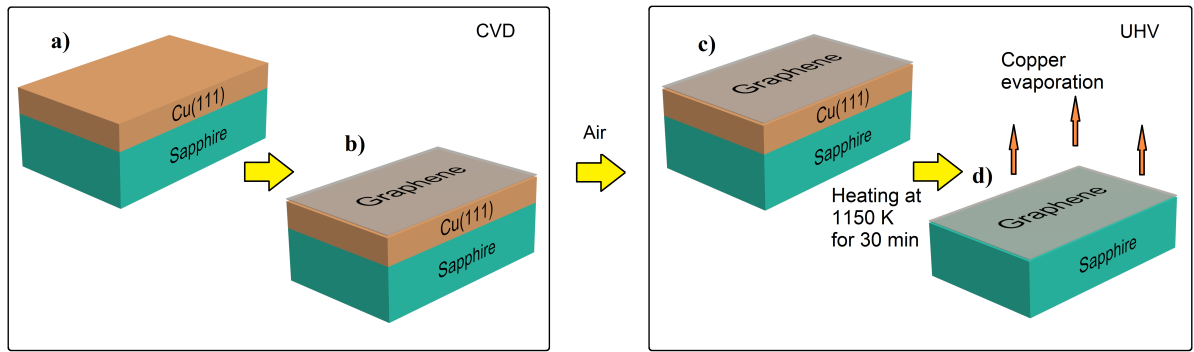 CVD
a)
Cu(111)
Sapphire
b)
Graphene
Cu(111)
Sapphire
Air
UHV
c)
Graphene
Cu(111)
Sapphire
Heating at
1150 K
for 30 min
Copper
evaporation
d)
Graphene
Sapphire